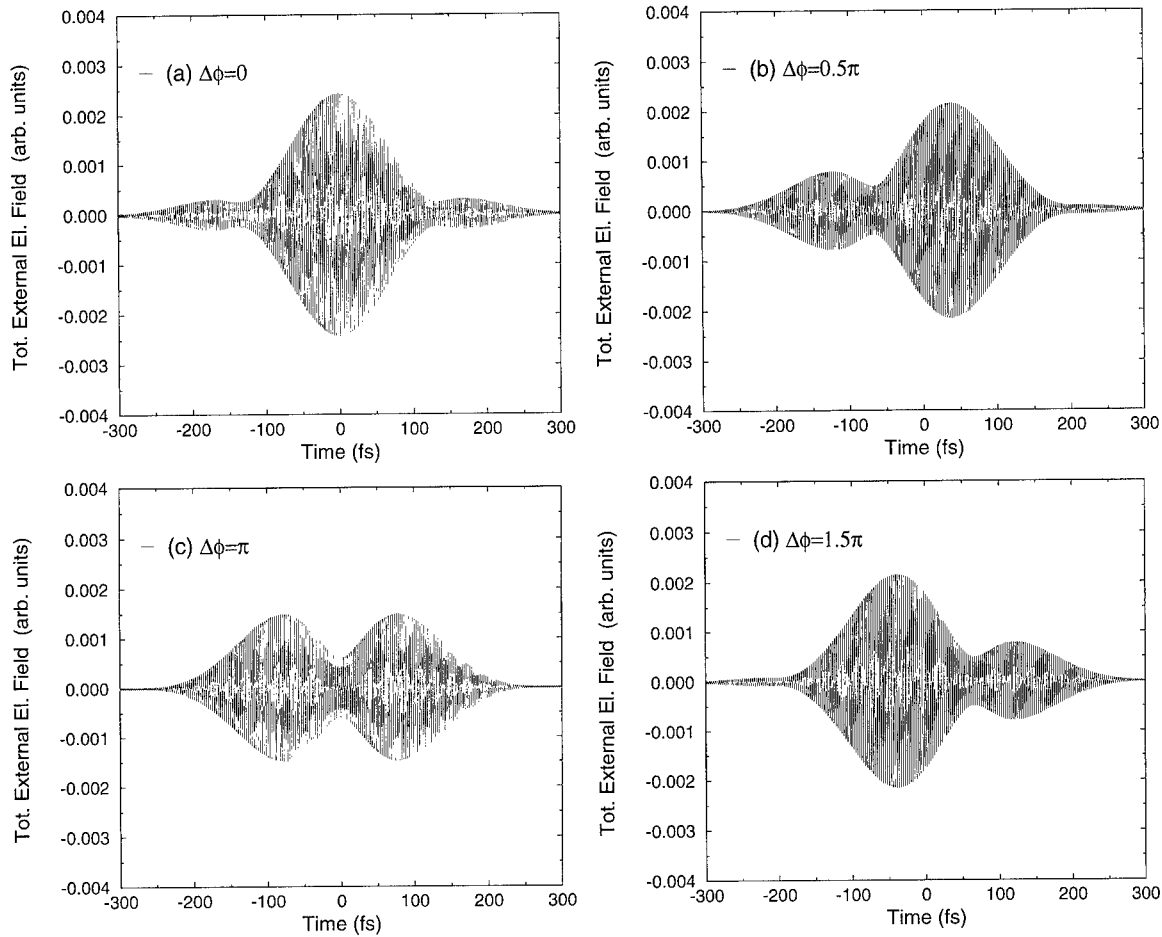 0.004
0.003
0.002
0.001
0.000
-0.001
-0.002
-0.003
-0.004
Tot. External El. Field (arb. units)
— (a) Δϕ=0
-300 -200 -100 0 100 200 300
Time (fs)
0.004
0.003
0.002
0.001
0.000
-0.001
-0.002
-0.003
-0.004
Tot. External El. Field (arb. units)
— (b) Δϕ=0.5π
-300 -200 -100 0 100 200 300
Time (fs)
0.004
0.003
0.002
0.001
0.000
-0.001
-0.002
-0.003
-0.004
Tot. External El. Field (arb. units)
— (c) Δϕ=π
-300 -200 -100 0 100 200 300
Time (fs)
0.004
0.003
0.002
0.001
0.000
-0.001
-0.002
-0.003
-0.004
Tot. External El. Field (arb. units)
— (d) Δϕ=1.5π
-300 -200 -100 0 100 200 300
Time (fs)